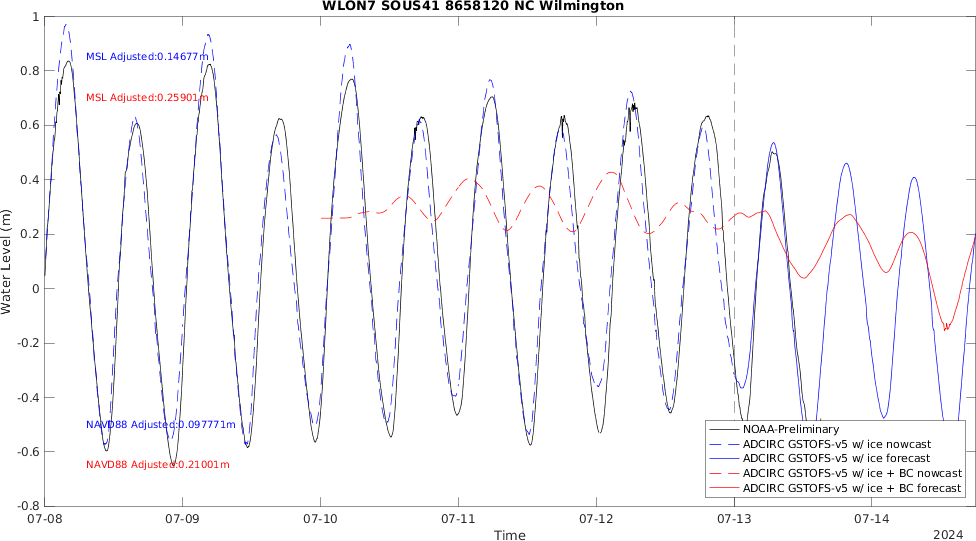 WLON7 SOUS41 8658120 NC Wilmington
1
0.8
0.6
0.4
0.2
0
-0.2
-0.4
-0.6
-0.8
Water Level (m)
MSL Adjusted:0.14677m
MSL Adjusted:0.25901m
NAVD88 Adjusted:0.097771m
NAVD88 Adjusted:0.21001m
NOAA-Preliminary
ADCIRC GSTOFS-v5 w/ ice nowcast
ADCIRC GSTOFS-v5 w/ ice forecast
ADCIRC GSTOFS-v5 w/ ice + BC nowcast
ADCIRC GSTOFS-v5 w/ ice + BC forecast
07-08 07-09 07-10 07-11 07-12 07-13 07-14
Time
2024